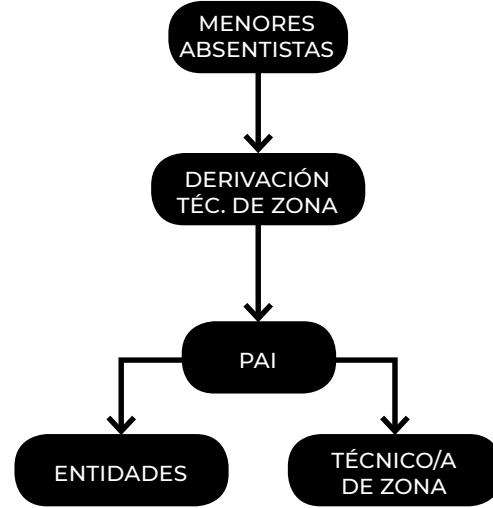 MENORES
ABSENTISTAS
DERIVACIÓN
TÉC. DE ZONA
PAI
ENTIDADES
TÉCNICO/A
DE ZONA